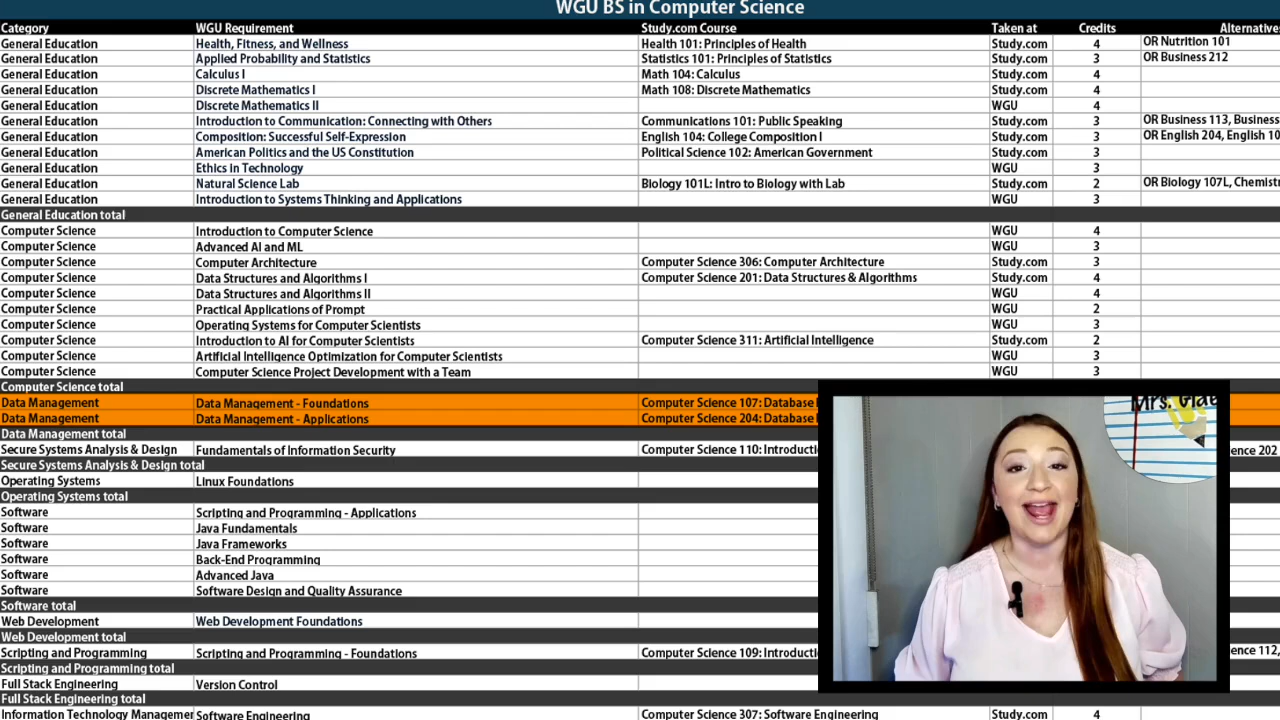 WGU BS in Computer Science
Category WGU Requirement Study.com Course Taken at Credits Alternative
General Education Health, Fitness, and Wellness Health 101: Principles of Health Study.com 4 OR Nutrition 101
General Education Applied Probability and Statistics Statistics 101: Principles of Statistics Study.com 3 OR Business 212
General Education Calculus I Math 104: Calculus Study.com 4
General Education Discrete Mathematics I Math 108: Discrete Mathematics Study.com 4
General Education Discrete Mathematics II WGU 4
General Education Introduction to Communication: Connecting with Others Communications 101: Public Speaking Study.com 3 OR Business 113, Business
General Education Composition: Successful Self-Expression English 104: College Composition I Study.com 3 OR English 204, English 10
General Education American Politics and the US Constitution Political Science 102: American Government Study.com 3
General Education Ethics in Technology WGU 3
General Education Natural Science Lab Biology 101L: Intro to Biology with Lab Study.com 2 OR Biology 107L, Chemist
General Education Introduction to Systems Thinking and Applications WGU 3
General Education total
Computer Science Introduction to Computer Science WGU 4
Computer Science Advanced AI and ML WGU 3
Computer Science Computer Architecture Computer Science 306: Computer Architecture Study.com 3
Computer Science Data Structures and Algorithms I Computer Science 201: Data Structures & Algorithms Study.com 4
Computer Science Data Structures and Algorithms II WGU 4
Computer Science Practical Applications of Prompt WGU 2
Computer Science Operating Systems for Computer Scientists WGU 3
Computer Science Introduction to AI for Computer Scientists Computer Science 311: Artificial Intelligence Study.com 2
Computer Science Artificial Intelligence Optimization for Computer Scientists WGU 3
Computer Science Computer Science Project Development with a Team WGU 3
Computer Science total
Data Management Data Management - Foundations Computer Science 107: Database
Data Management Data Management - Applications Computer Science 204: Database
Data Management total
Secure Systems Analysis & Design Fundamentals of Information Security Computer Science 110: Introducti ence 202
Secure Systems Analysis & Design total
Operating Systems Linux Foundations
Operating Systems total
Software Scripting and Programming - Applications
Software Java Fundamentals
Software Java Frameworks
Software Back-End Programming
Software Advanced Java
Software Software Design and Quality Assurance
Software total
Web Development Web Development Foundations
Web Development total
Scripting and Programming Scripting and Programming - Foundations Computer Science 109: Introducti ence 112,
Scripting and Programming total
Full Stack Engineering Version Control
Full Stack Engineering total
Information Technology Managemer Software Engineering Computer Science 307: Software Engineering Study.com 4
Mrs.